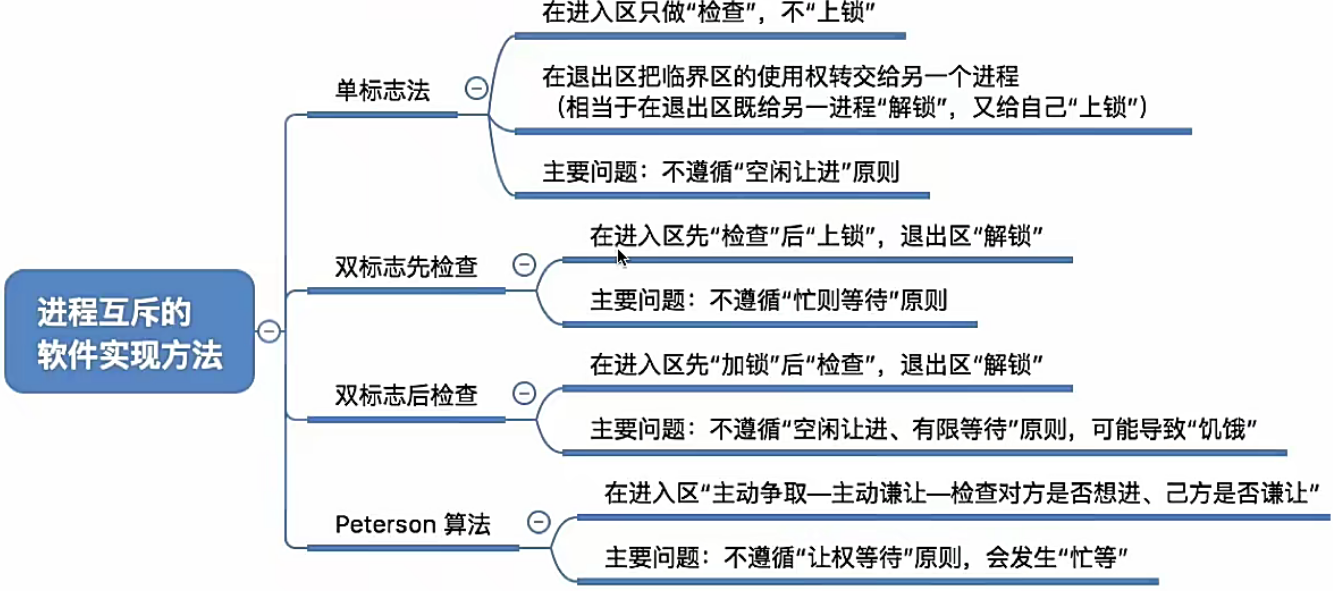 在进入区只做“检查”，不“上锁”
在退出区把临界区的使用权转交给另一个进程
（相当于在退出区既给另一进程“解锁”，又给自己“上锁”）
单标志法
主要问题：不遵循“空闲让进”原则
在进入区先“检查”后“上锁”，退出区“解锁”
双标志先检查
主要问题：不遵循“忙则等待”原则
进程互斥的
软件实现方法
在进入区先“加锁”后“检查”，退出区“解锁”
双标志后检查
主要问题：不遵循“空闲让进、有限等待”原则，可能导致“饥饿”
在进入区“主动争取—主动谦让—检查对方是否想进、己方是否谦让”
Peterson 算法
主要问题：不遵循“让权等待”原则，会发生“忙等”